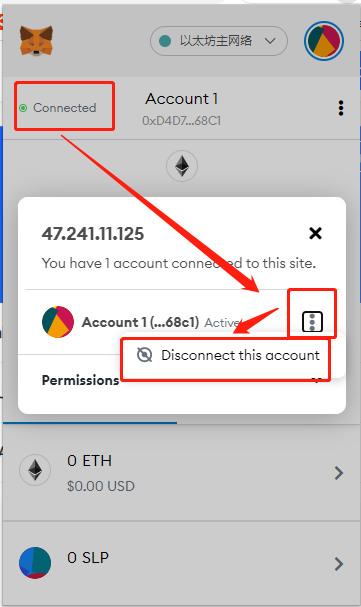 以太坊主网络
Connected
Account 1
0xD4D7...68C1
47.241.11.125
You have 1 account connected to this site.
Account 1 (...68c1) Active
Disconnect this account
Permissions
0 ETH
$0.00 USD
0 SLP